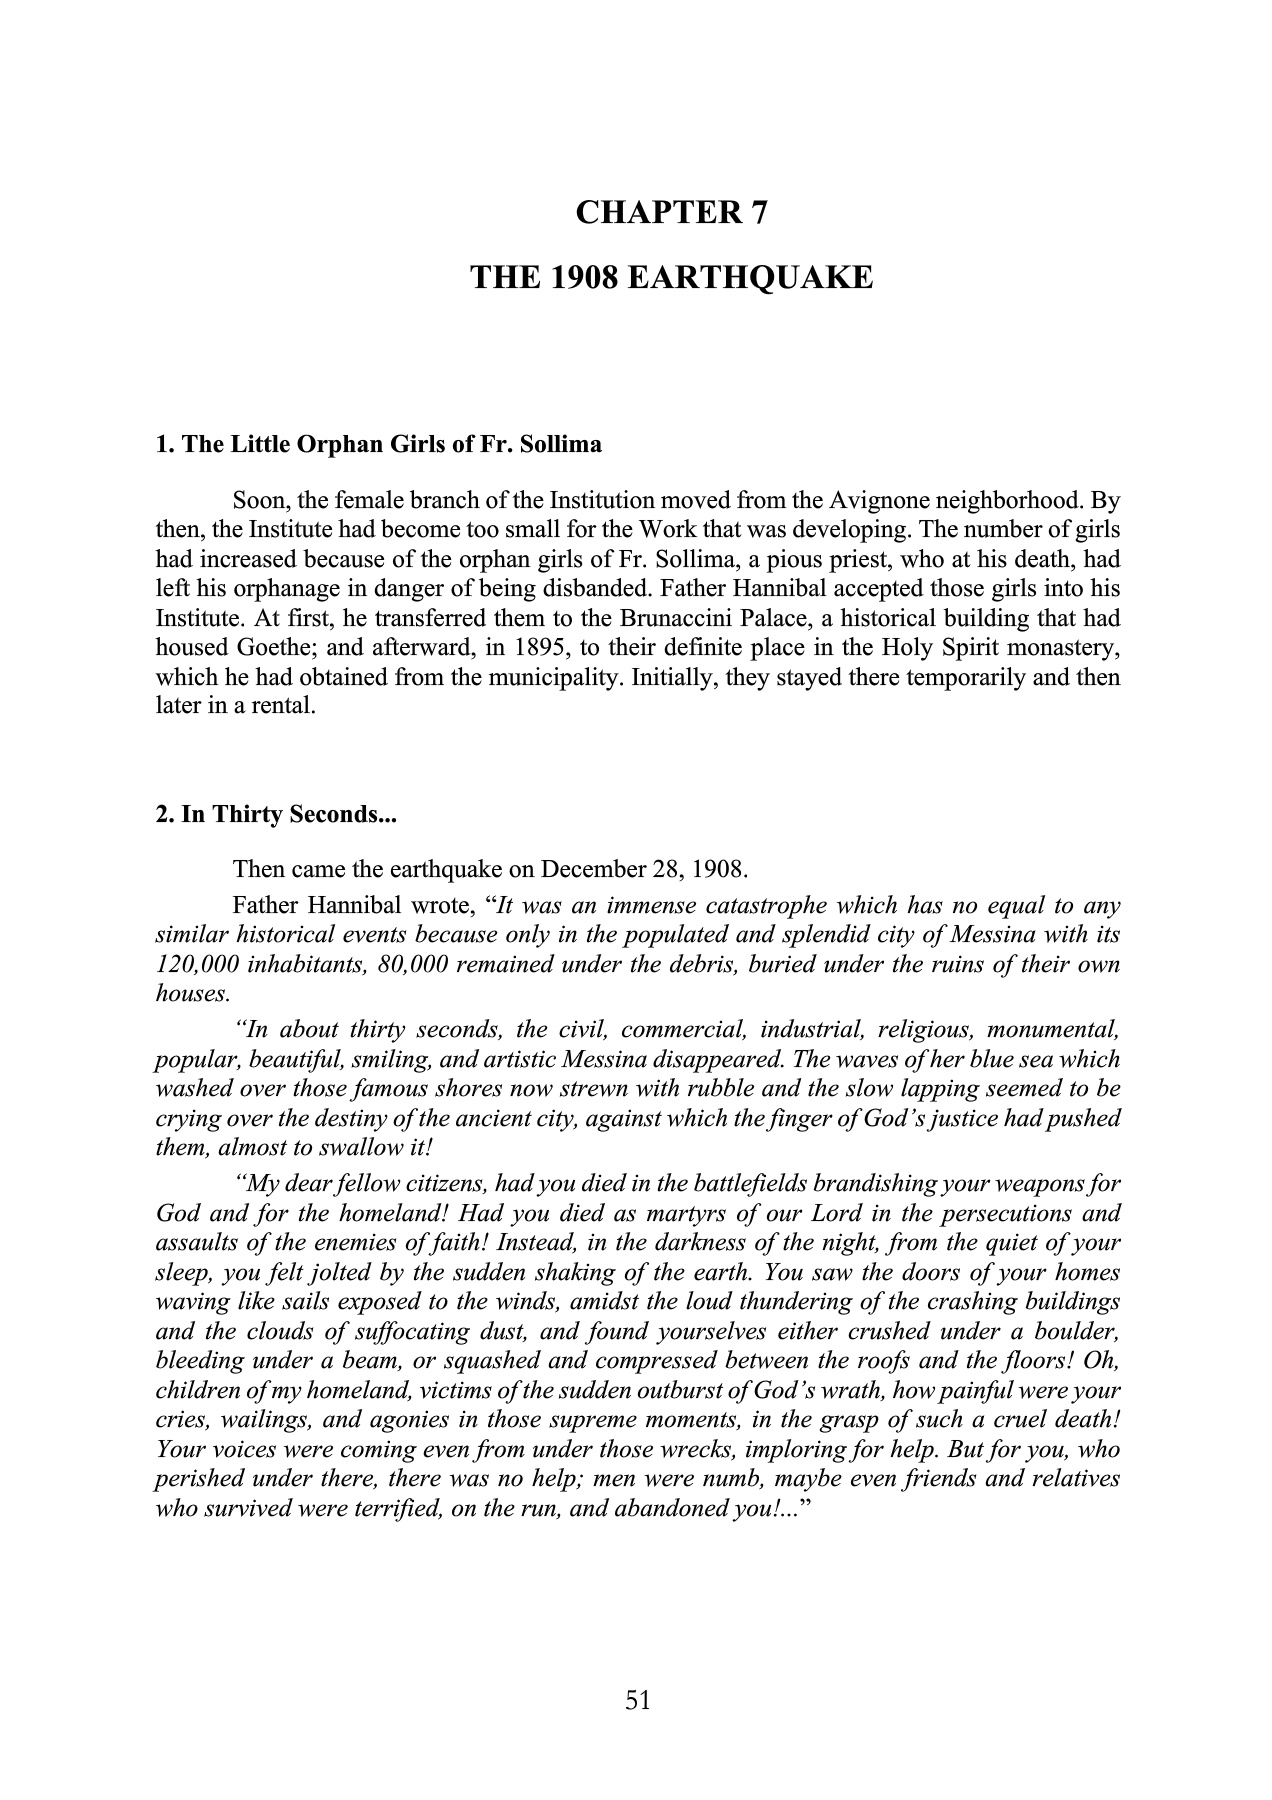 CHAPTER 7
THE 1908 EARTHQUAKE
1. The Little Orphan Girls of Fr. Sollima
Soon, the female branch of the Institution moved from the Avignone neighborhood. By
then, the Institute had become too small for the Work that was developing. The number of girls
had increased because of the orphan girls of Fr. Sollima, a pious priest, who at his death, had
left his orphanage in danger of being disbanded. Father Hannibal accepted those girls into his
Institute. At first, he transferred them to the Brunaccini Palace, a historical building that had
housed Goethe; and afterward, in 1895, to their definite place in the Holy Spirit monastery,
which he had obtained from the municipality. Initially, they stayed there temporarily and then
later in a rental.
2. In Thirty Seconds...
Then came the earthquake on December 28, 1908.
Father Hannibal wrote, “It was an immense catastrophe which has no equal to any
similar historical events because only in the populated and splendid city of Messina with its
120,000 inhabitants, 80,000 remained under the debris, buried under the ruins of their own
houses.
“In about thirty seconds, the civil, commercial, industrial, religious, monumental,
popular, beautiful, smiling, and artistic Messina disappeared. The waves of her blue sea which
washed over those famous shores now strewn with rubble and the slow lapping seemed to be
crying over the destiny of the ancient city, against which the finger of God’s justice had pushed
them, almost to swallow it!
“My dear fellow citizens, had you died in the battlefields brandishing your weapons for
God and for the homeland! Had you died as martyrs of our Lord in the persecutions and
assaults of the enemies of faith! Instead, in the darkness of the night, from the quiet of your
sleep, you felt jolted by the sudden shaking of the earth. You saw the doors of your homes
waving like sails exposed to the winds, amidst the loud thundering of the crashing buildings
and the clouds of suffocating dust, and found yourselves either crushed under a boulder,
bleeding under a beam, or squashed and compressed between the roofs and the floors! Oh,
children of my homeland, victims of the sudden outburst of God’s wrath, how painful were your
cries, wailings, and agonies in those supreme moments, in the grasp of such a cruel death!
Your voices were coming even from under those wrecks, imploring for help. But for you, who
perished under there, there was no help; men were numb, maybe even friends and relatives
who survived were terrified, on the run, and abandoned you!...”
51